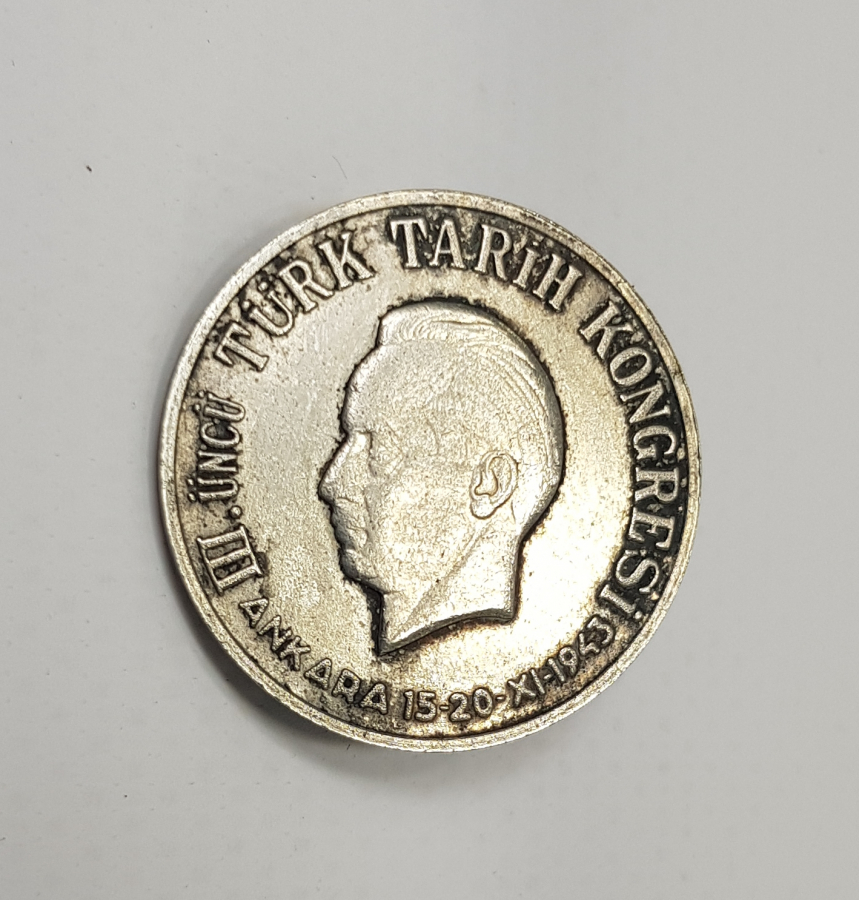 III.ÜNCÜ TÜRK TARİH KONGRESİ
ANKARA 15-20-XI-1943